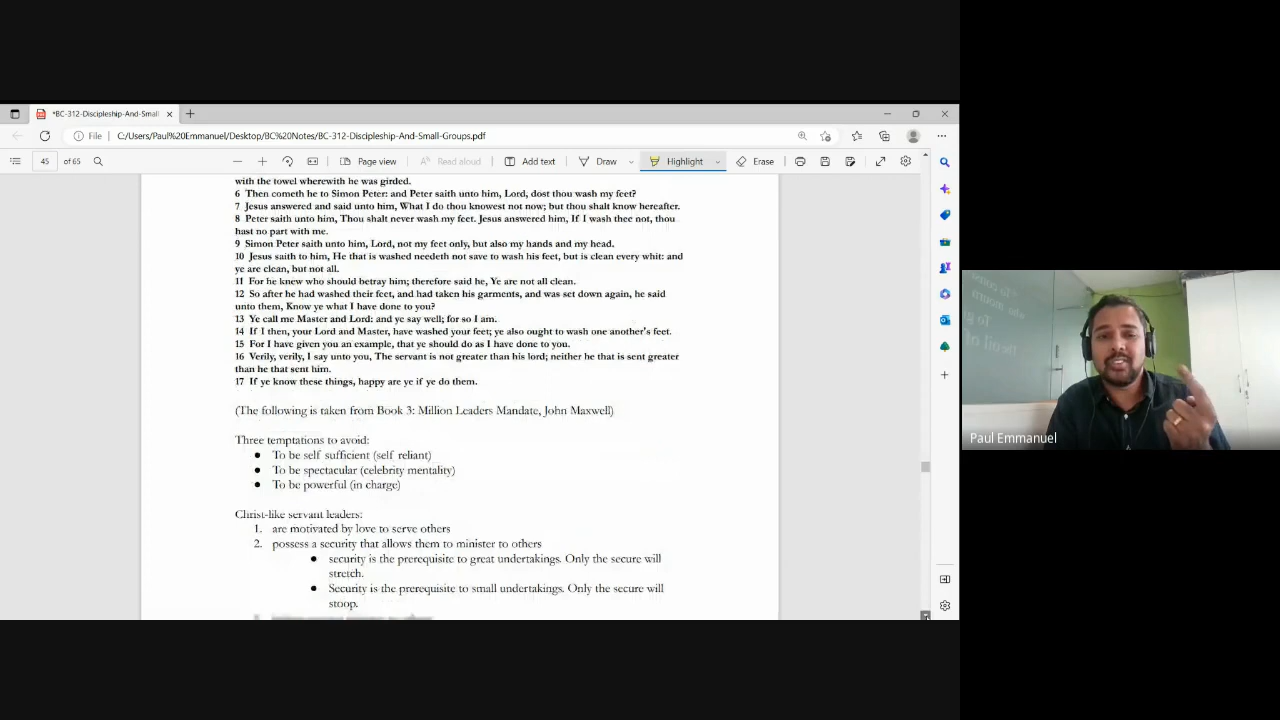 *BC-312-Discipleship-And-Small
File
C:/Users/Paul%20Emmanuel/Desktop/BC%20Notes/BC-312-Discipleship-And-Small-Groups.pdf
45 of 65
Page view
Read aloud
Add text
Draw
Highlight
Erase
with the towel wherewith he was girded.
6 Then cometh he to Simon Peter: and Peter saith unto him, Lord, dost thou wash my feet?
7 Jesus answered and said unto him, What I do thou knowest not now; but thou shalt know hereafter.
8 Peter saith unto him, Thou shalt never wash my feet. Jesus answered him, If I wash thee not, thou
hast no part with me.
9 Simon Peter saith unto him, Lord, not my feet only, but also my hands and my head.
10 Jesus saith to him, He that is washed needeth not save to wash his feet, but is clean every whit: and
ye are clean, but not all.
11 For he knew who should betray him; therefore said he, Ye are not all clean.
12 So after he had washed their feet, and had taken his garments, and was set down again, he said
unto them, Know ye what I have done to you?
13 Ye call me Master and Lord: and ye say well; for so I am.
14 If I then, your Lord and Master, have washed your feet; ye also ought to wash one another's feet.
15 For I have given you an example, that ye should do as I have done to you.
16 Verily, verily, I say unto you, The servant is not greater than his lord; neither he that is sent greater
than he that sent him.
17 If ye know these things, happy are ye if ye do them.
(The following is taken from Book 3: Million Leaders Mandate, John Maxwell)
Three temptations to avoid:
● To be self sufficient (self reliant)
● To be spectacular (celebrity mentality)
● To be powerful (in charge)
Christ-like servant leaders:
1. are motivated by love to serve others
2. possess a security that allows them to minister to others
● security is the prerequisite to great undertakings. Only the secure will
stretch.
● Security is the prerequisite to small undertakings. Only the secure will
stoop.
Paul Emmanuel